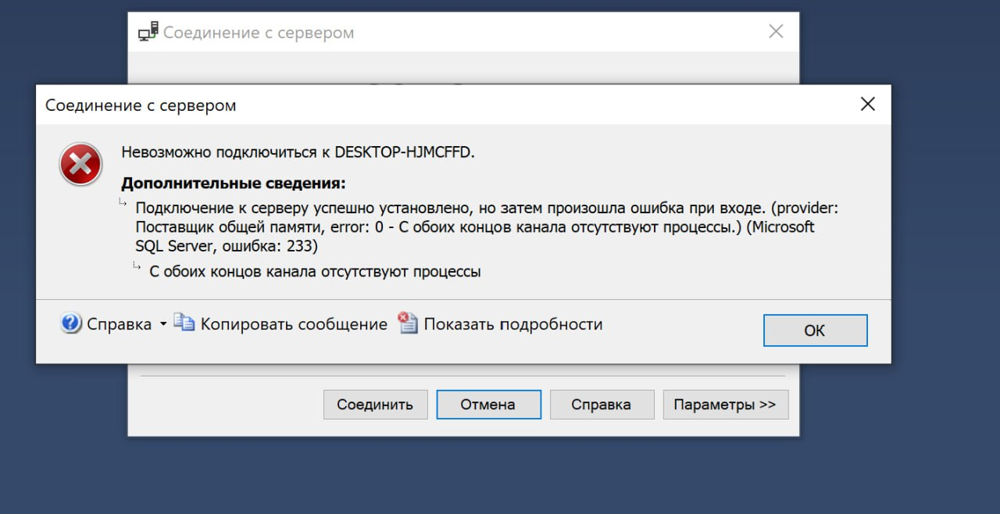 Соединение с сервером
Соединение с сервером
Невозможно подключиться к DESKTOP-HJMCFFD.
Дополнительные сведения:
Подключение к серверу успешно установлено, но затем произошла ошибка при входе. (provider:
Поставщик общей памяти, error: 0 - С обоих концов канала отсутствуют процессы.) (Microsoft
SQL Server, ошибка: 233)
С обоих концов канала отсутствуют процессы
Справка Копировать сообщение Показать подробности ОК
Соединить Отмена Справка Параметры >>